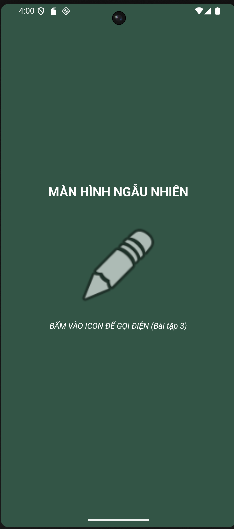 4:00
MÀN HÌNH NGẪU NHIÊN
BẤM VÀO ICON ĐỂ GỌI ĐIỆN (Bài tập 3)